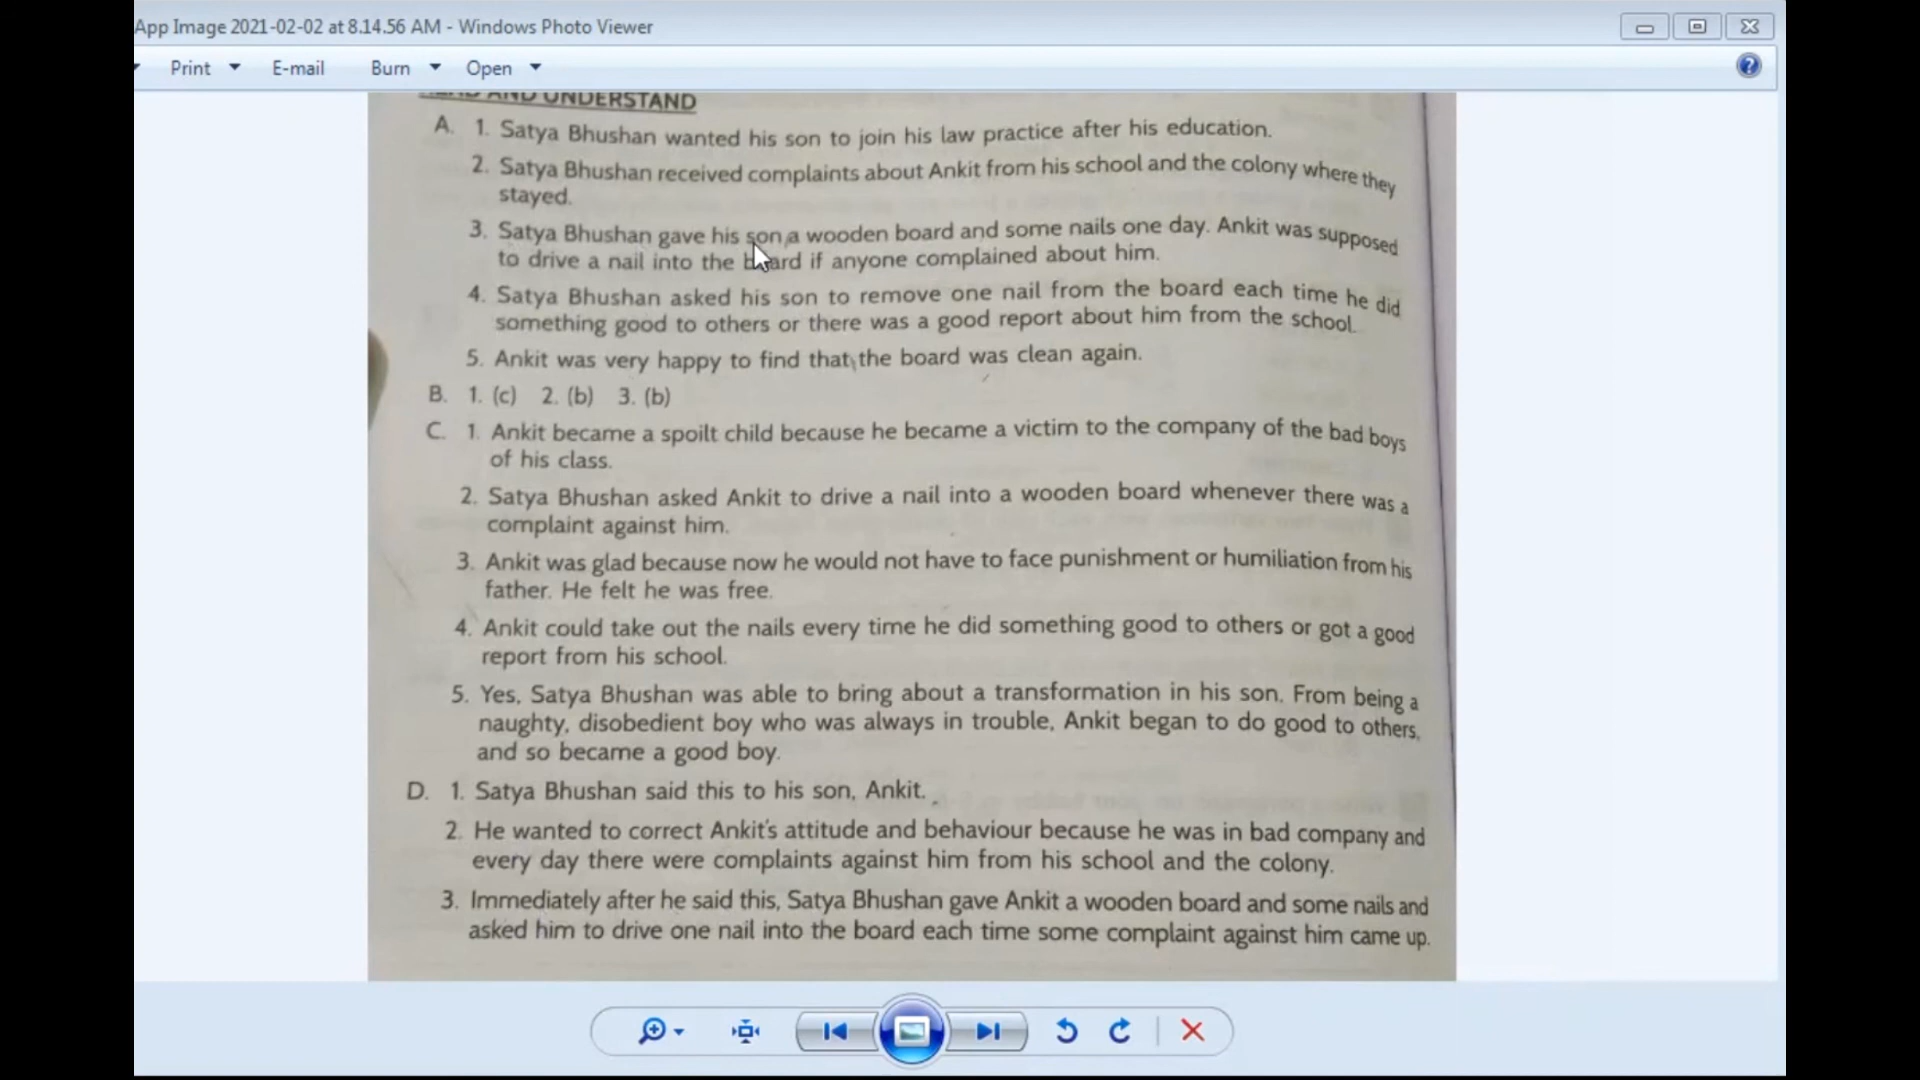 App Image 2021-02-02 at 8.14.56 AM - Windows Photo Viewer
Print E-mail Burn Open
AND UNDERSTAND
A. 1. Satya Bhushan wanted his son to join his law practice after his education.
2. Satya Bhushan received complaints about Ankit from his school and the colony where they
stayed.
3. Satya Bhushan gave his son a wooden board and some nails one day. Ankit was supposed
to drive a nail into the board if anyone complained about him.
4. Satya Bhushan asked his son to remove one nail from the board each time he did
something good to others or there was a good report about him from the school.
5. Ankit was very happy to find that the board was clean again.
B. 1. (c) 2. (b) 3. (b)
C. 1. Ankit became a spoilt child because he became a victim to the company of the bad boys
of his class.
2. Satya Bhushan asked Ankit to drive a nail into a wooden board whenever there was a
complaint against him.
3. Ankit was glad because now he would not have to face punishment or humiliation from his
father. He felt he was free.
4. Ankit could take out the nails every time he did something good to others or got a good
report from his school.
5. Yes, Satya Bhushan was able to bring about a transformation in his son. From being a
naughty, disobedient boy who was always in trouble, Ankit began to do good to others,
and so became a good boy.
D. 1. Satya Bhushan said this to his son, Ankit.
2. He wanted to correct Ankit's attitude and behaviour because he was in bad company and
every day there were complaints against him from his school and the colony.
3. Immediately after he said this, Satya Bhushan gave Ankit a wooden board and some nails and
asked him to drive one nail into the board each time some complaint against him came up.